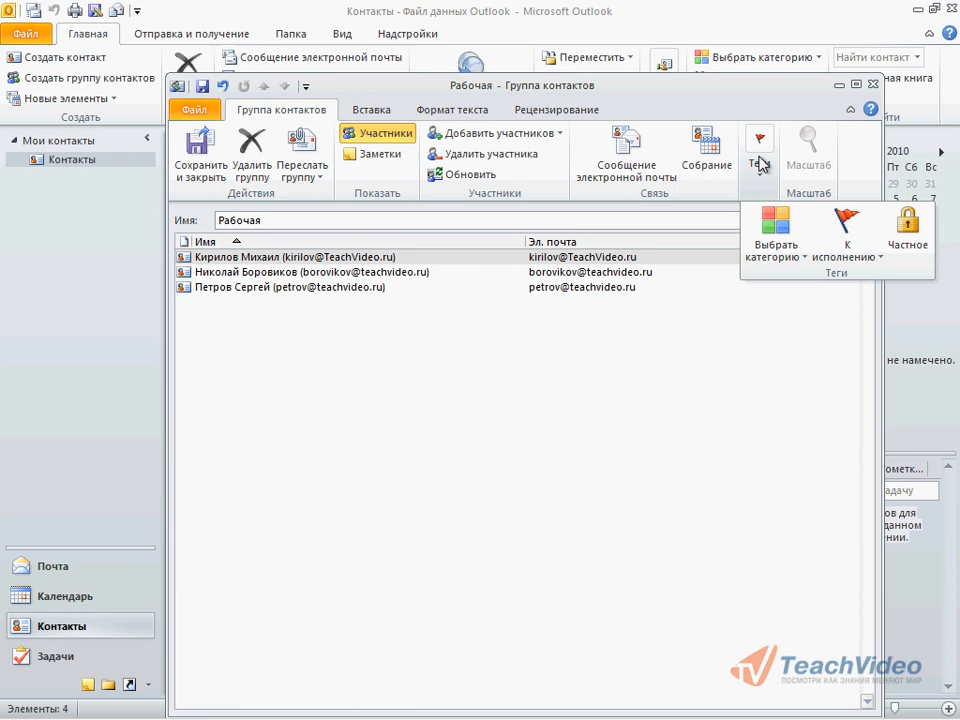 Контакты - Файл данных Outlook - Microsoft Outlook
Файл Главная Отправка и получение Папка Вид Надстройки
Создать контакт
Создать группу контактов
Новые элементы
Создать
Сообщение электронной почты
Переместить
Выбрать категорию
Найти контакт
Рабочая - Группа контактов
Файл Группа контактов Вставка Формат текста Рецензирование
Сохранить и закрыть
Удалить группу
Переслать группу
Действия
Участники
Заметки
Показать
Добавить участников
Удалить участника
Обновить
Участники
Сообщение электронной почты
Собрание
Связь
Масштаб
Масштаб
Выбрать категорию
К исполнению
Частное
Теги
Имя: Рабочая
Имя Эл. почта
Кирилов Михаил (kirilov@TeachVideo.ru) kirilov@TeachVideo.ru
Николай Боровиков (borovikov@teachvideo.ru) borovikov@teachvideo.ru
Петров Сергей (petrov@teachvideo.ru) petrov@teachvideo.ru
Мои контакты
Контакты
Почта
Календарь
Контакты
Задачи
Элементы: 4
2010
Пт Сб Вс
29 30 31
не намечено.
TeachVideo
ПОСМОТРИ КАК ЗНАНИЯ МЕНЯЮТ МИР